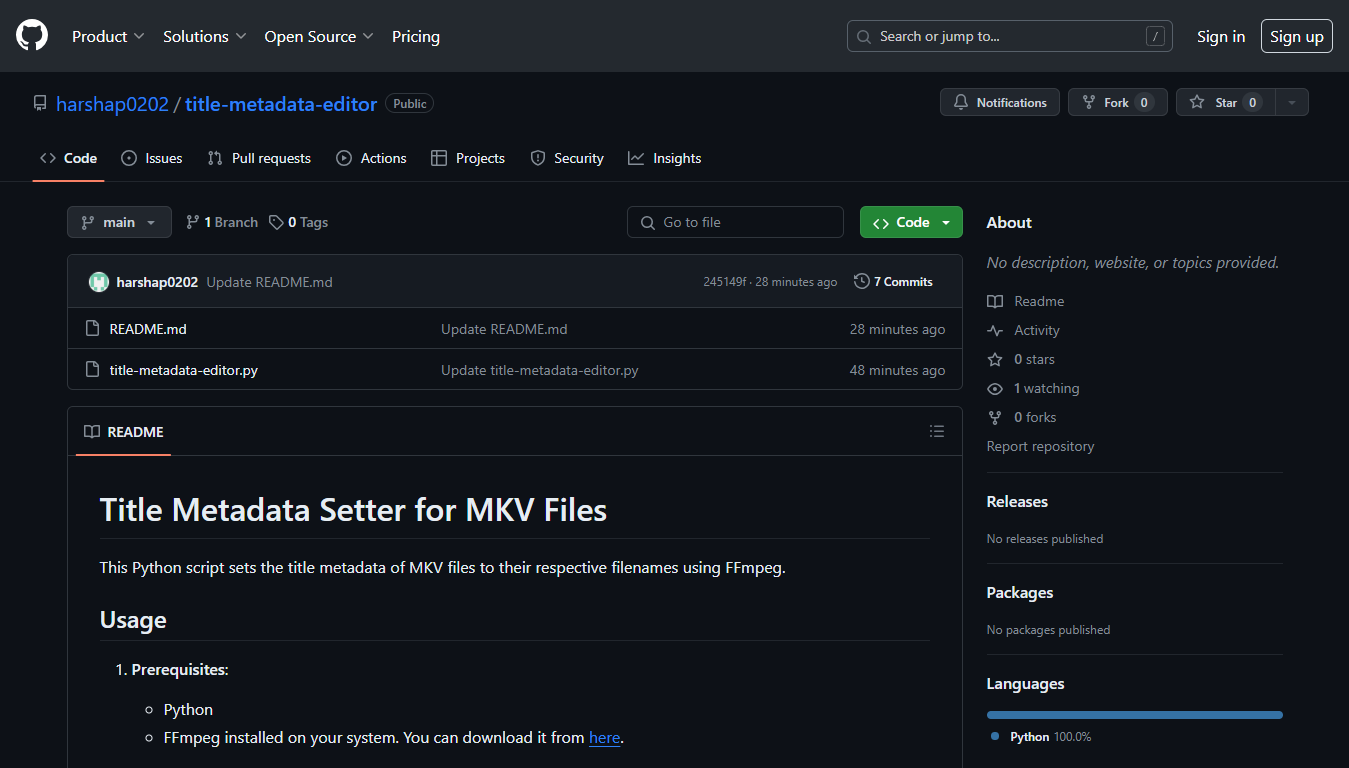 Product Solutions Open Source Pricing Search or jump to... / Sign in Sign up
harshap0202 / title-metadata-editor Public Notifications Fork 0 Star 0
Code Issues Pull requests Actions Projects Security Insights
main 1 Branch 0 Tags Go to file Code
harshap0202 Update README.md 245149f · 28 minutes ago 7 Commits
README.md Update README.md 28 minutes ago
title-metadata-editor.py Update title-metadata-editor.py 48 minutes ago
README
Title Metadata Setter for MKV Files
This Python script sets the title metadata of MKV files to their respective filenames using FFmpeg.
Usage
1. Prerequisites:
Python
FFmpeg installed on your system. You can download it from here.
About
No description, website, or topics provided.
Readme
Activity
0 stars
1 watching
0 forks
Report repository
Releases
No releases published
Packages
No packages published
Languages
Python 100.0%